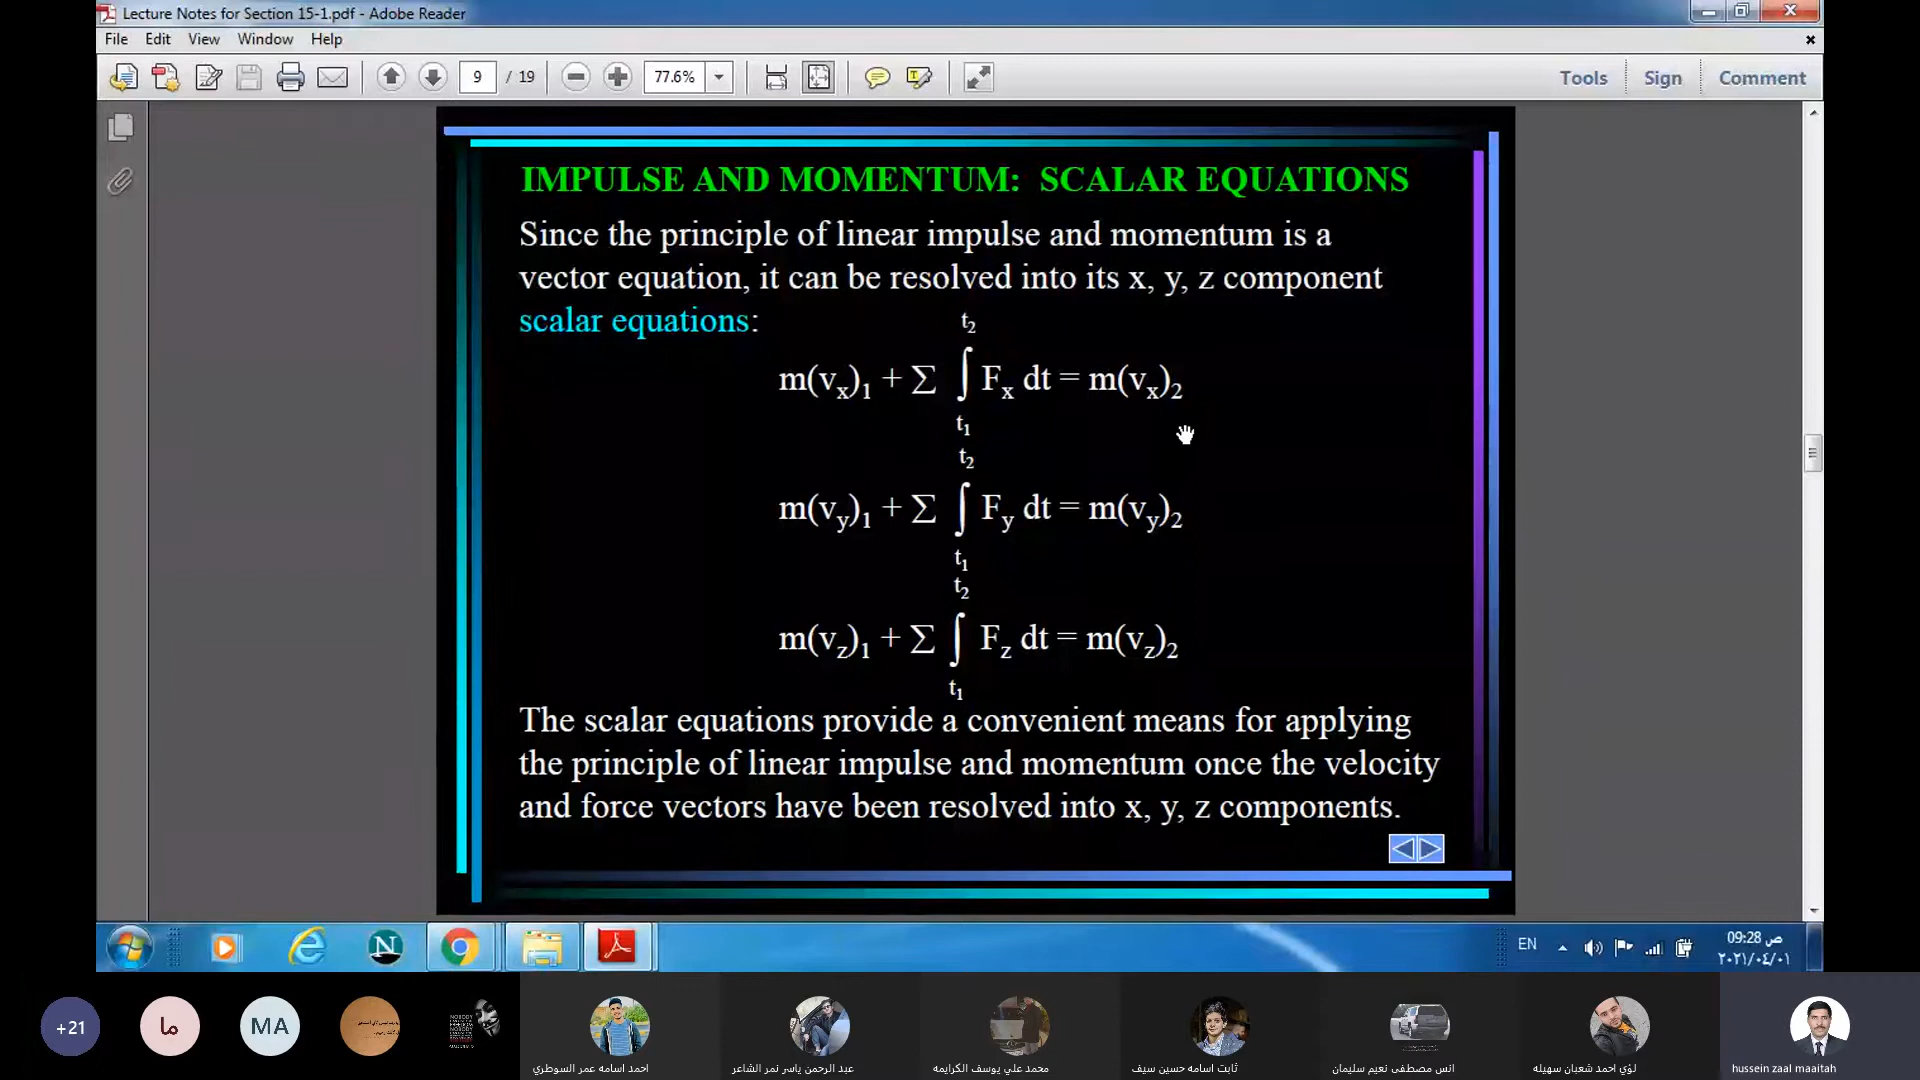 Lecture Notes for Section 15-1.pdf - Adobe Reader
File Edit View Window Help
9 / 19 77.6% Tools Sign Comment
IMPULSE AND MOMENTUM: SCALAR EQUATIONS
Since the principle of linear impulse and momentum is a
vector equation, it can be resolved into its x, y, z component
scalar equations:
t2
m(vx)1 + Σ ∫ Fx dt = m(vx)2
t1
t2
m(vy)1 + Σ ∫ Fy dt = m(vy)2
t1
t2
m(vz)1 + Σ ∫ Fz dt = m(vz)2
t1
The scalar equations provide a convenient means for applying
the principle of linear impulse and momentum once the velocity
and force vectors have been resolved into x, y, z components.
EN
09:28 ص
٢٠٢١/٠٤/٠١
+21
ما
MA
NOBODY
احمد اسامه عمر السوطري
عبد الرحمن ياسر نمر الشاعر
محمد علي يوسف الكرايمه
ثابت اسامه حسين سيف
انس مصطفى نعيم سليمان
لؤي احمد شعبان سهيله
hussein zaal maaitah